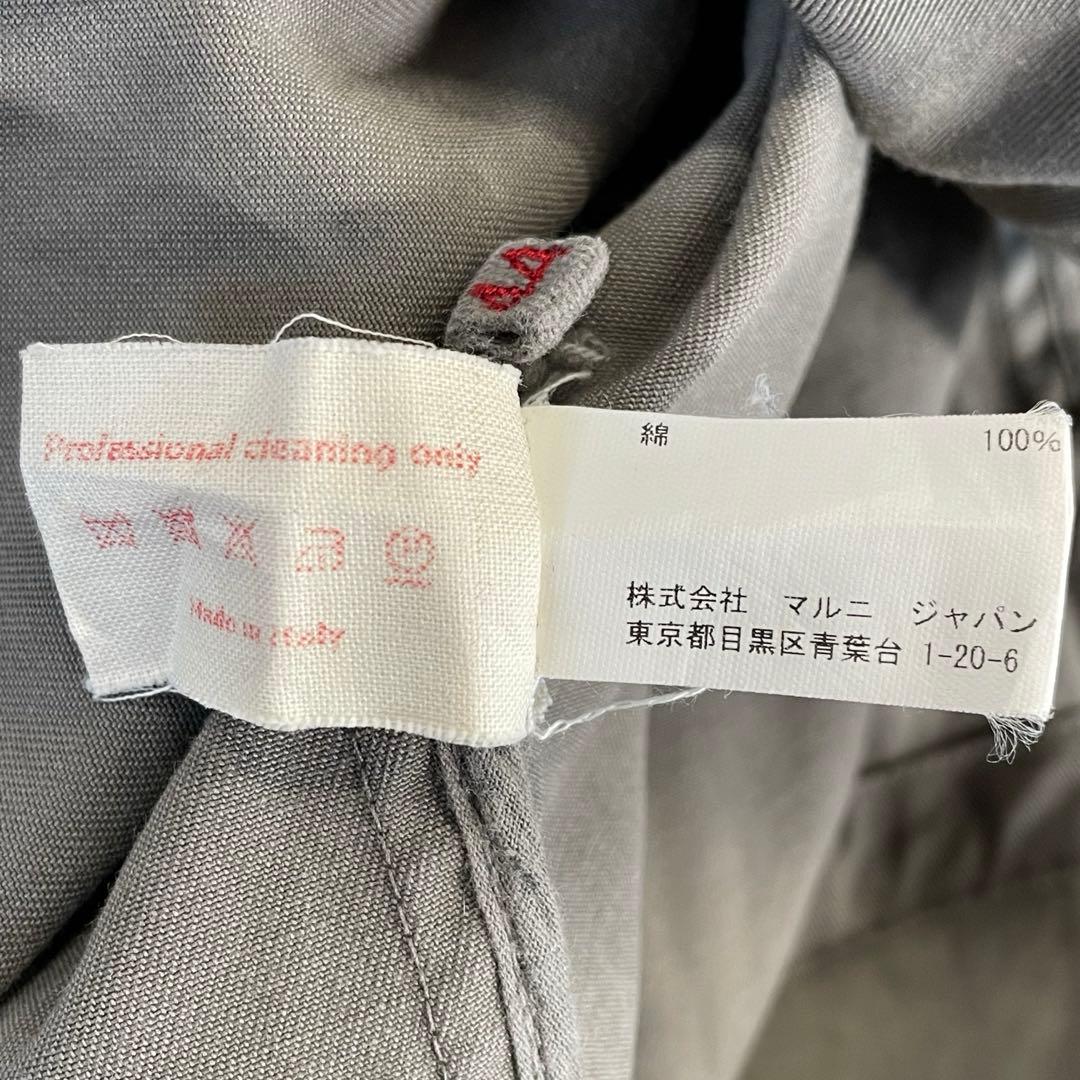 44
Professional cleaning only
Made in Italy
綿 100%
株式会社 マルニ ジャパン
東京都目黒区青葉台 1-20-6